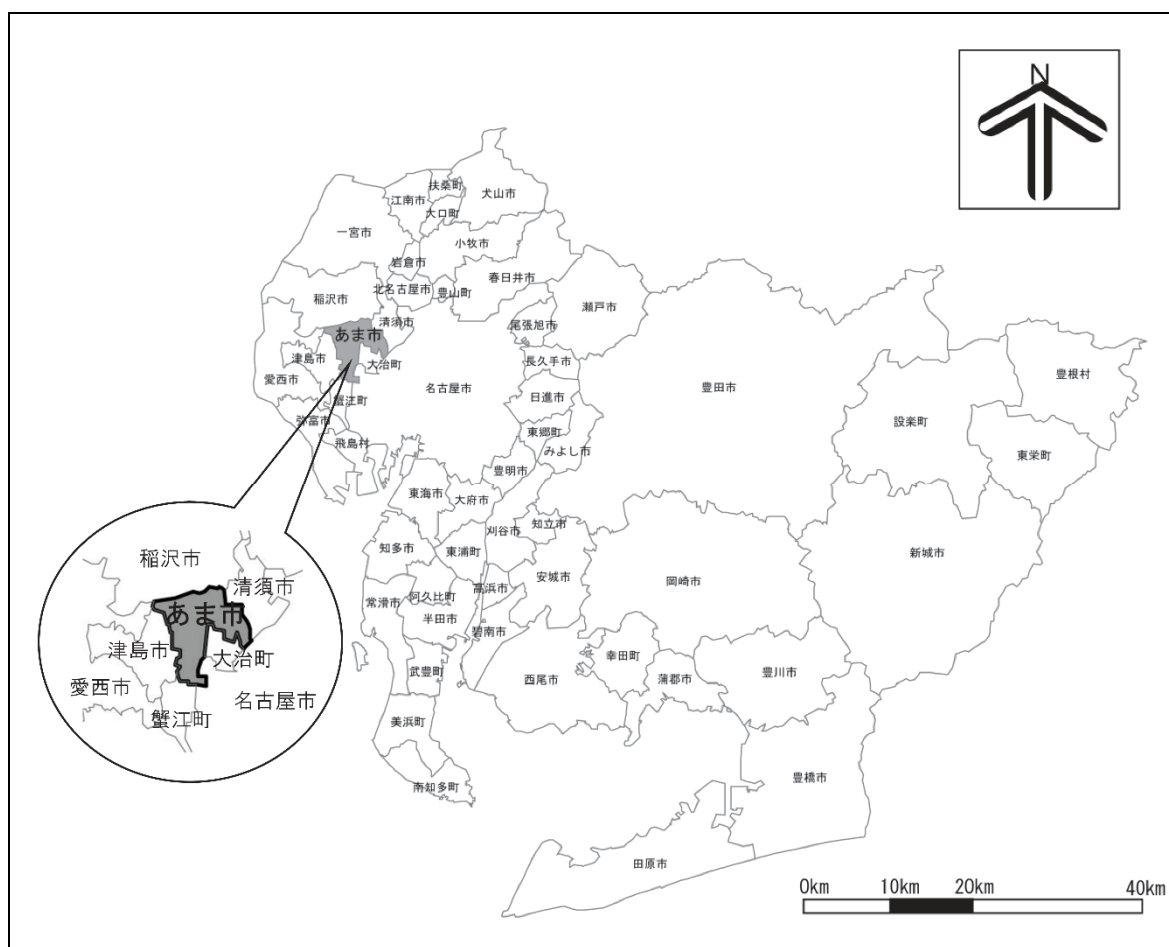 N
扶桑町
犬山市
江南市
大口町
一宮市
小牧市
岩倉市
春日井市
北名古屋市
豊山町
稲沢市
瀬戸市
清須市
尾張旭市
あま市
津島市
大治町
長久手市
愛西市
名古屋市
豊田市
豊根村
蟹江町
日進市
設楽町
弥富市
東郷町
飛島村
みよし市
東栄町
豊明市
東海市
大府市
知立市
刈谷市
知多市
東浦町
新城市
安城市
岡崎市
高浜市
阿久比町
常滑市
半田市
碧南市
幸田町
武豊町
西尾市
蒲郡市
豊川市
美浜町
豊橋市
南知多町
田原市
稲沢市
清須市
あま市
津島市
大治町
愛西市
名古屋市
蟹江町
0km 10km 20km 40km